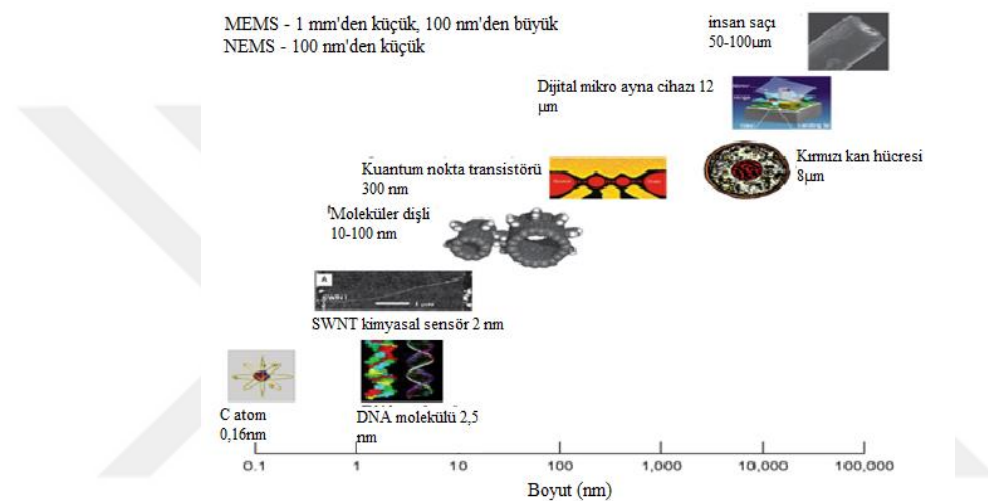 MEMS - 1 mm'den küçük, 100 nm'den büyük
NEMS - 100 nm'den küçük
insan saçı
50-100µm
Dijital mikro ayna cihazı 12
µm
Kuantum nokta transistörü
300 nm
Kırmızı kan hücresi
8µm
Moleküler dişli
10-100 nm
A
SWNT kimyasal sensör 2 nm
C atom
0,16nm
DNA molekülü 2,5
nm
0.1 1 10 100 1,000 10,000 100,000
Boyut (nm)